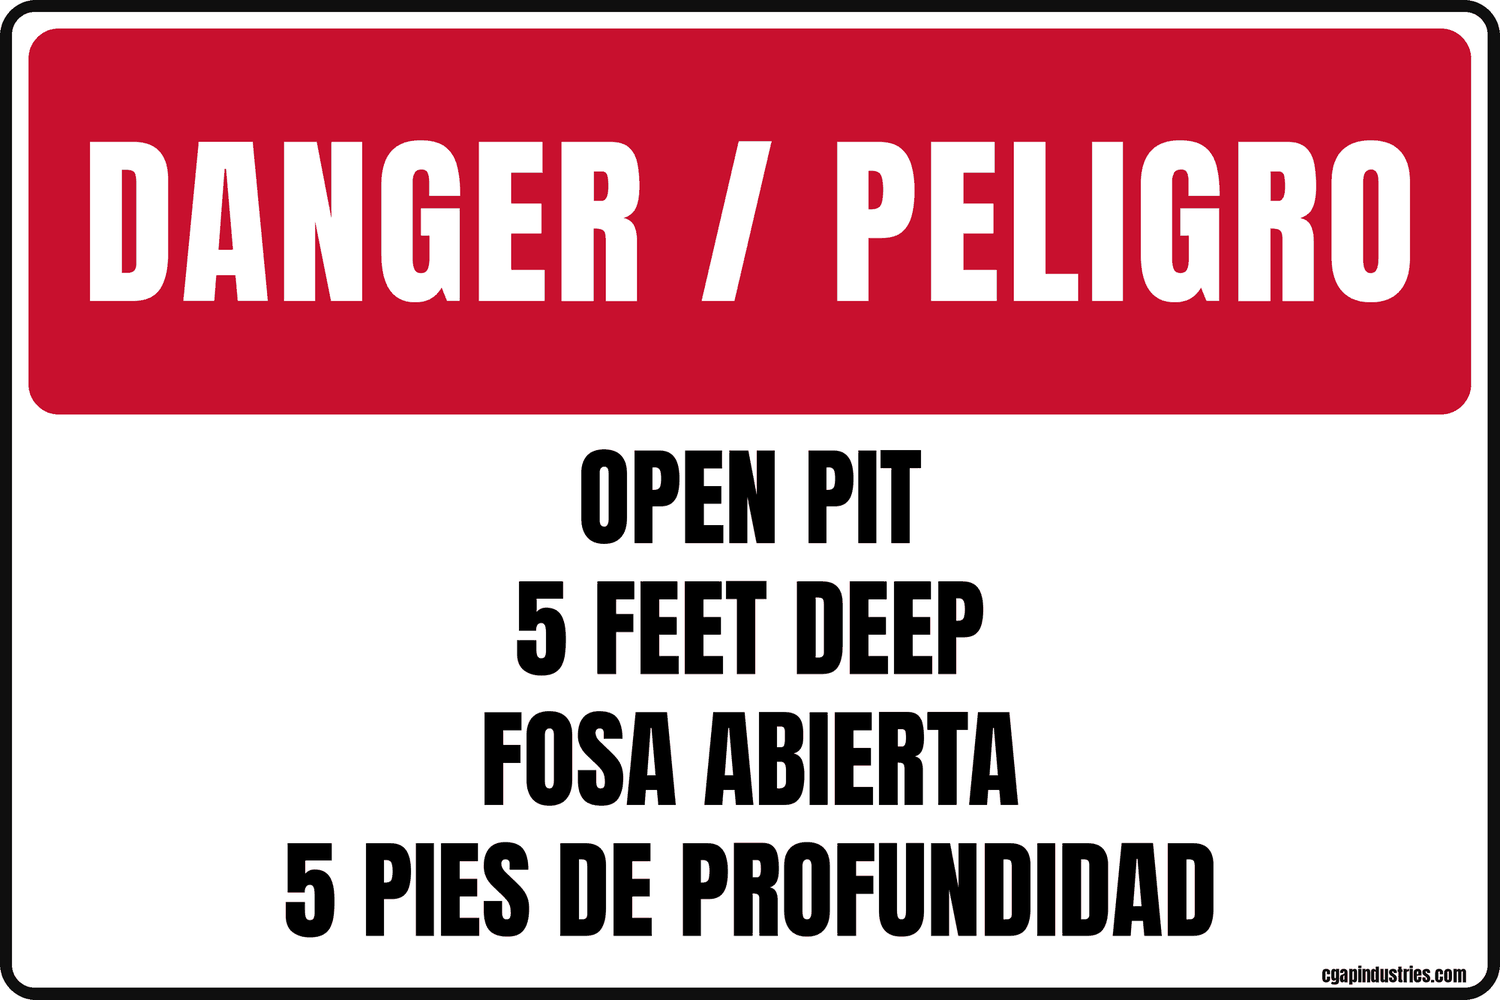 DANGER / PELIGRO
OPEN PIT
5 FEET DEEP
FOSA ABIERTA
5 PIES DE PROFUNDIDAD
cgapindustries.com